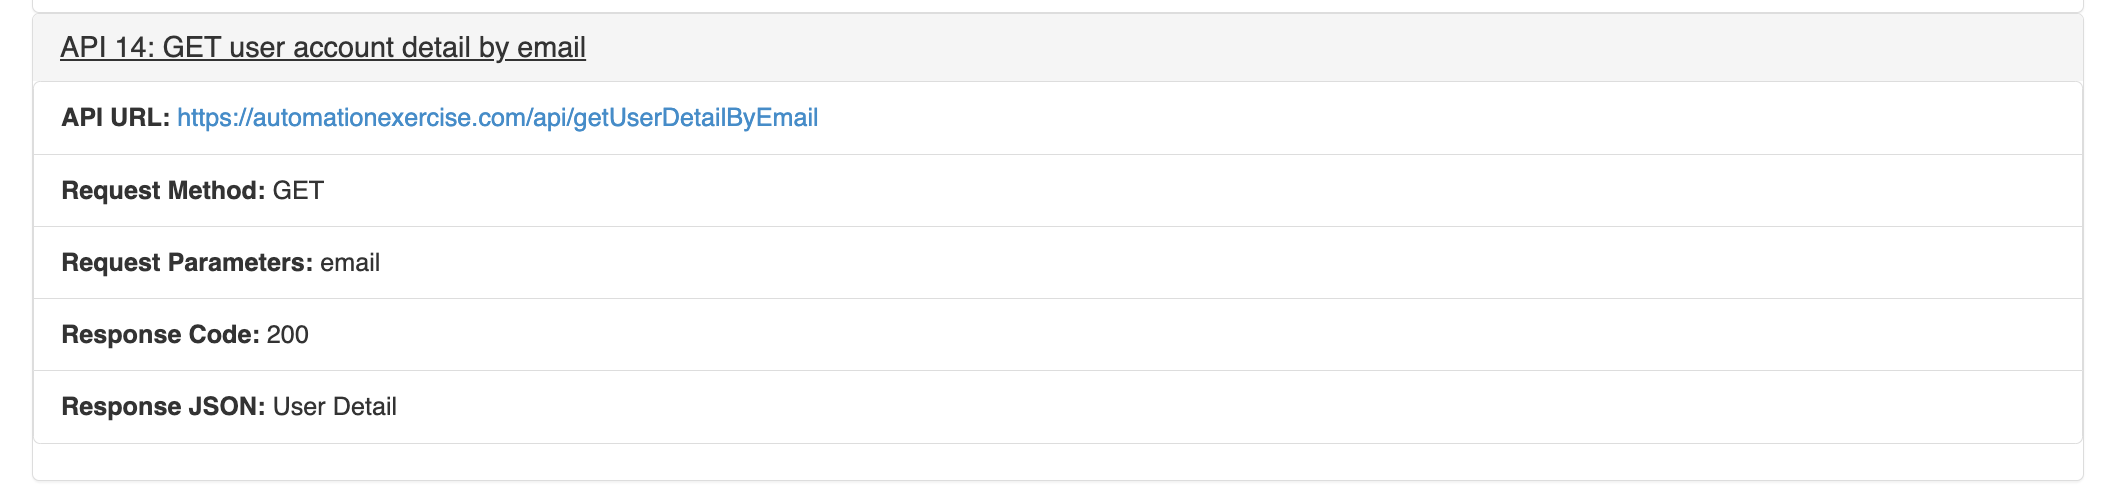 API 14: GET user account detail by email
API URL: https://automationexercise.com/api/getUserDetailByEmail
Request Method: GET
Request Parameters: email
Response Code: 200
Response JSON: User Detail